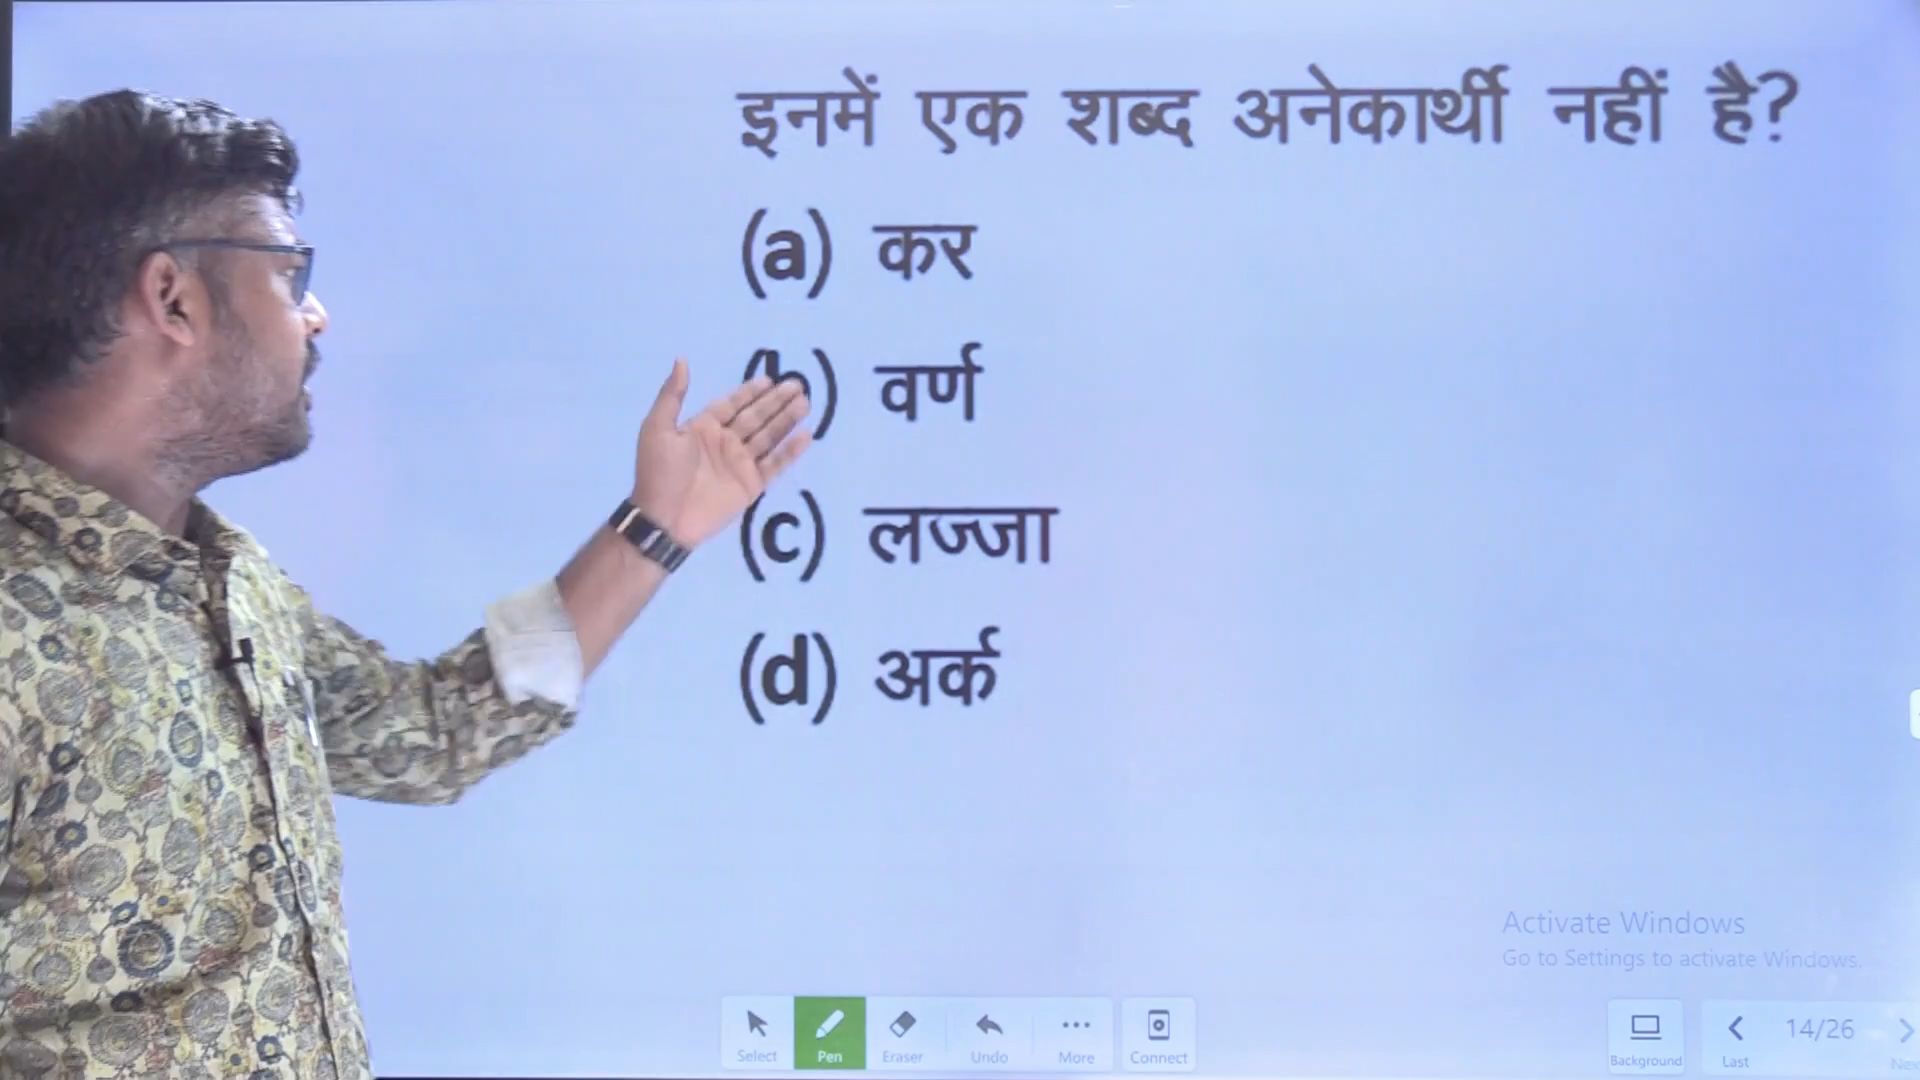 इनमें एक शब्द अनेकार्थी नहीं है?
(a) कर
(b) वर्ण
(c) लज्जा
(d) अर्क
Activate Windows
Go to Settings to activate Windows.
Select Pen Eraser Undo More Connect Background Last 14/26